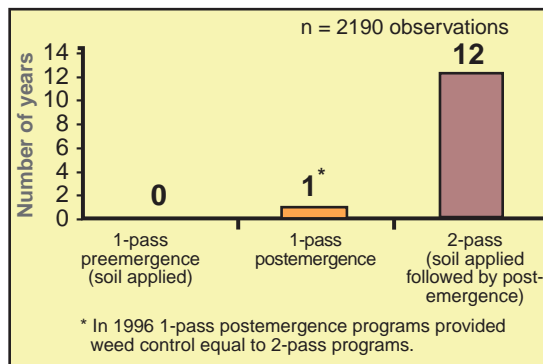 n = 2190 observations
Number of years
14
12
10
8
6
4
2
0
0
1*
12
1-pass
preemergence
(soil applied)
1-pass
postemergence
2-pass
(soil applied
followed by post-
emergence)
* In 1996 1-pass postemergence programs provided
weed control equal to 2-pass programs.